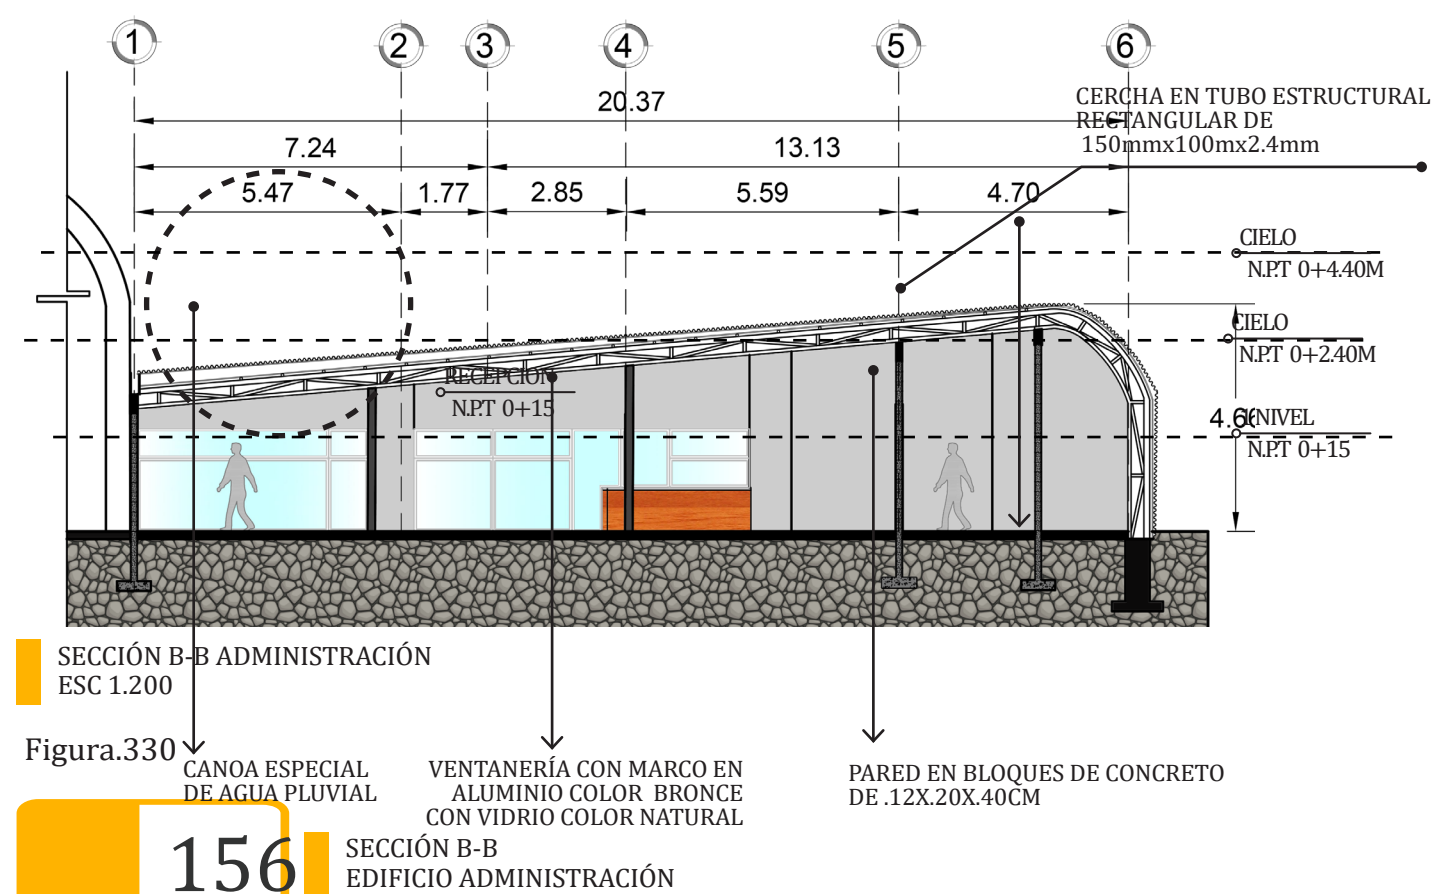 1
2
3
4
5
6
20.37
7.24
13.13
5.47
1.77
2.85
5.59
4.70
CERCHA EN TUBO ESTRUCTURAL
RECTANGULAR DE
150mmx100mx2.4mm
CIELO
N.P.T 0+4.40M
CIELO
N.P.T 0+2.40M
RECEPCIÓN
N.P.T 0+15
NIVEL
N.P.T 0+15
SECCIÓN B-B ADMINISTRACIÓN
ESC 1.200
Figura.330
CANOA ESPECIAL
DE AGUA PLUVIAL
VENTANERÍA CON MARCO EN
ALUMINIO COLOR BRONCE
CON VIDRIO COLOR NATURAL
PARED EN BLOQUES DE CONCRETO
DE .12X.20X.40CM
156
SECCIÓN B-B
EDIFICIO ADMINISTRACIÓN